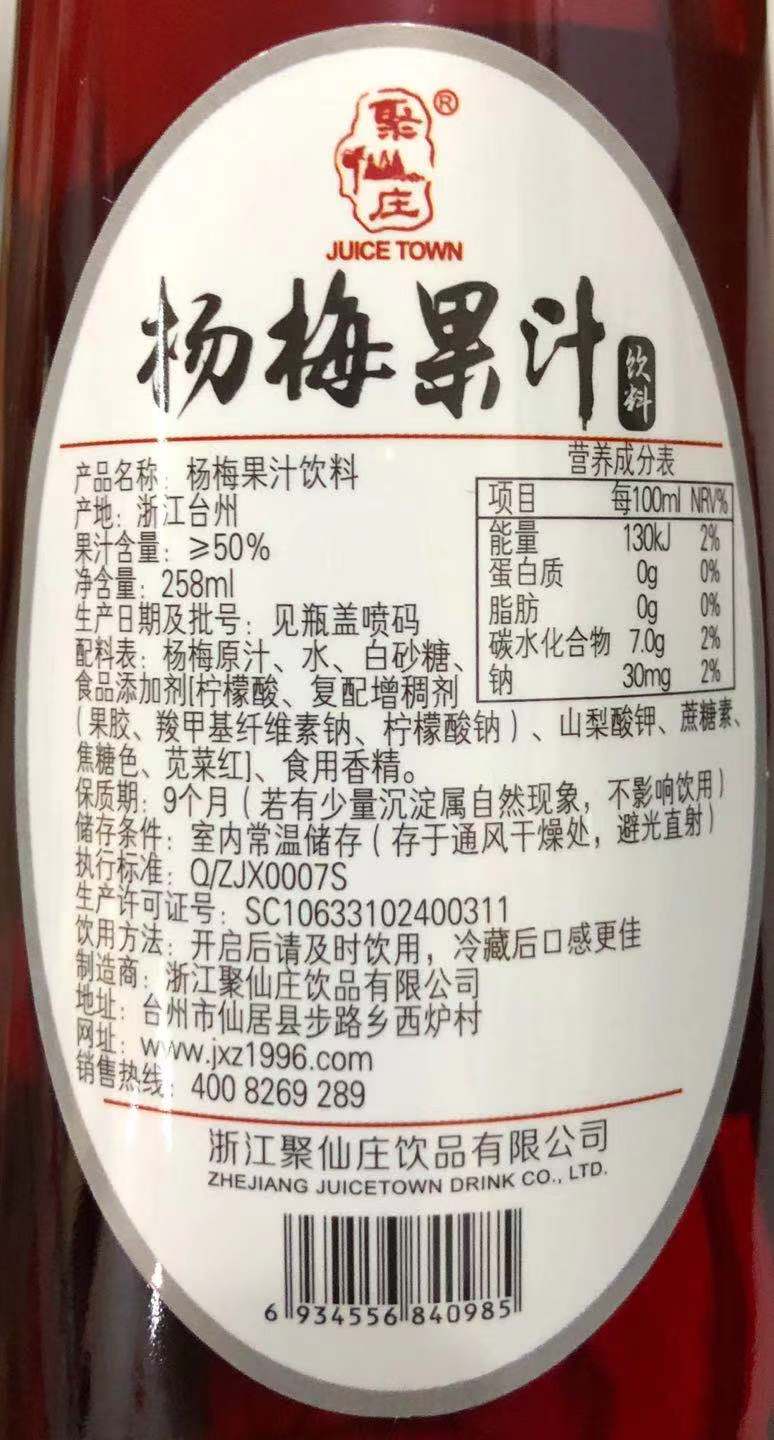 聚
仙
庄
®
JUICE TOWN
杨梅果汁
饮料
产品名称：杨梅果汁饮料
产地：浙江台州
果汁含量：≥50%
净含量：258ml
生产日期及批号：见瓶盖喷码
配料表：杨梅原汁、水、白砂糖、
食品添加剂[柠檬酸、复配增稠剂
（果胶、羧甲基纤维素钠、柠檬酸钠）、山梨酸钾、蔗糖素、
焦糖色、苋菜红]、食用香精。
保质期：9个月（若有少量沉淀属自然现象，不影响饮用）
储存条件：室内常温储存（存于通风干燥处，避光直射）
执行标准：Q/ZJX0007S
生产许可证号：SC10633102400311
饮用方法：开启后请及时饮用，冷藏后口感更佳
制造商：浙江聚仙庄饮品有限公司
地址：台州市仙居县步路乡西炉村
网址：www.jxz1996.com
销售热线：400 8269 289
营养成分表
项目 每100ml NRV%
能量 130kJ 2%
蛋白质 0g 0%
脂肪 0g 0%
碳水化合物 7.0g 2%
钠 30mg 2%
浙江聚仙庄饮品有限公司
ZHEJIANG JUICETOWN DRINK CO., LTD.
6 934556 840985